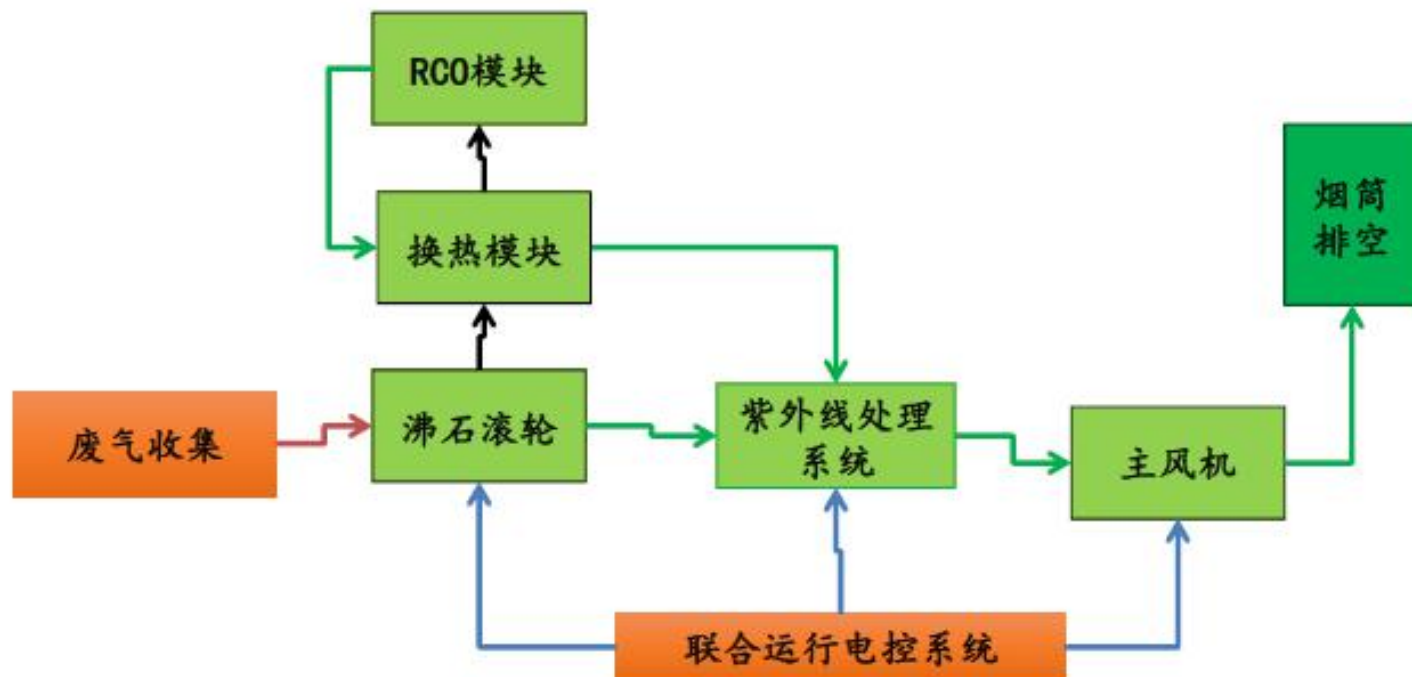 RCO模块
烟筒
排空
换热模块
废气收集
沸石滚轮
紫外线处理
系统
主风机
联合运行电控系统